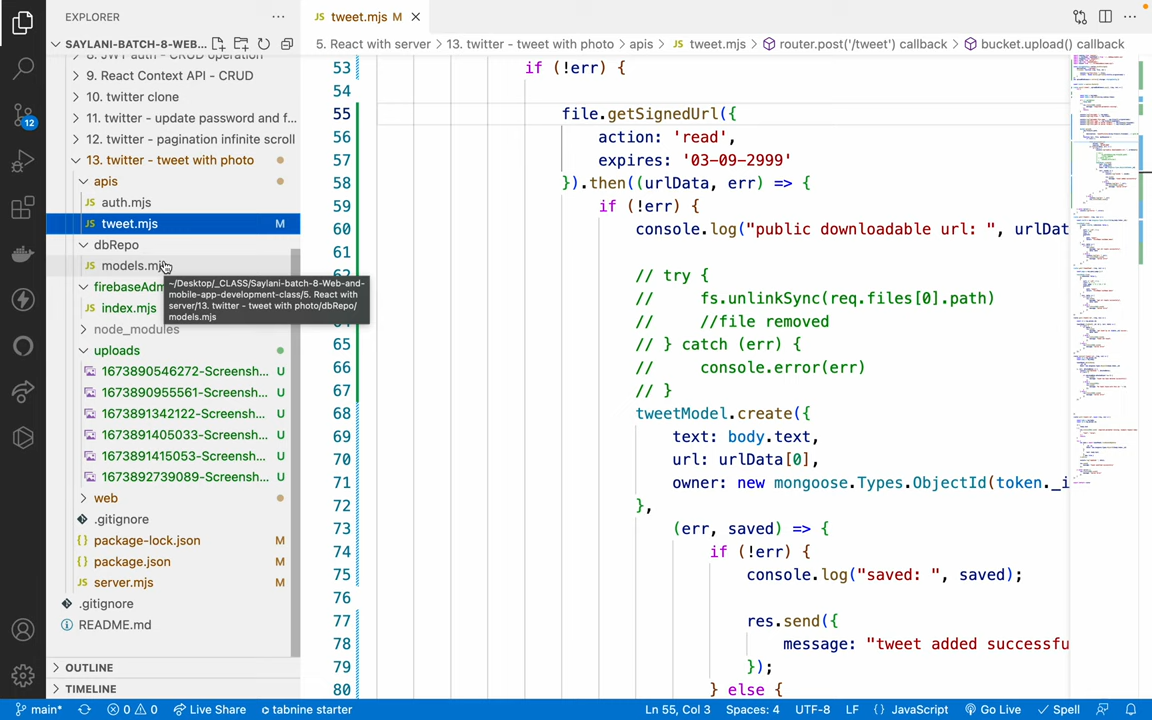 EXPLORER
SAYLANI-BATCH-8-WEB...
9. React Context API - CRUD
10. twitter clone
11. twitter - update password and f...
12. twitter - pagination infinite scroll
13. twitter - tweet with photo
apis
JS auth.mjs
JS tweet.mjs M
dbRepo
JS models.mjs
firebaseAdm
JS index.mjs
node_modules
uploads
1673890546272-Screensh... U
1673890955561-Screensh... U
1673891342122-Screensh... U
1673891405033-Screensh... U
1673891415053-Screensh... U
1673892739089-Screensh... U
web
.gitignore
{} package-lock.json M
{} package.json M
JS server.mjs M
.gitignore
README.md
OUTLINE
TIMELINE
12
~/Desktop/_CLASS/Saylani-batch-8-Web-and-
mobile-app-development-class/5. React with
server/13. twitter - tweet with photo/dbRepo/
models.mjs
JS tweet.mjs M
5. React with server > 13. twitter - tweet with photo > apis > JS tweet.mjs > router.post('/tweet') callback > bucket.upload() callback
53 if (!err) {
54
55 file.getSignedUrl({
56 action: 'read',
57 expires: '03-09-2999'
58 }).then((urlData, err) => {
59 if (!err) {
60 console.log("public downloadable url: ", urlDat
61
// try {
// fs.unlinkSync(req.files[0].path)
// //file removed
65 // } catch (err) {
66 // console.error(err)
67 // }
68 tweetModel.create({
69 text: body.text,
70 url: urlData[0],
71 owner: new mongoose.Types.ObjectId(token._i
72 },
73 (err, saved) => {
74 if (!err) {
75 console.log("saved: ", saved);
76
77 res.send({
78 message: "tweet added successfu
79 });
80 } else {
main* 0 0 Live Share tabnine starter Ln 55, Col 3 Spaces: 4 UTF-8 LF {} JavaScript Go Live Spell